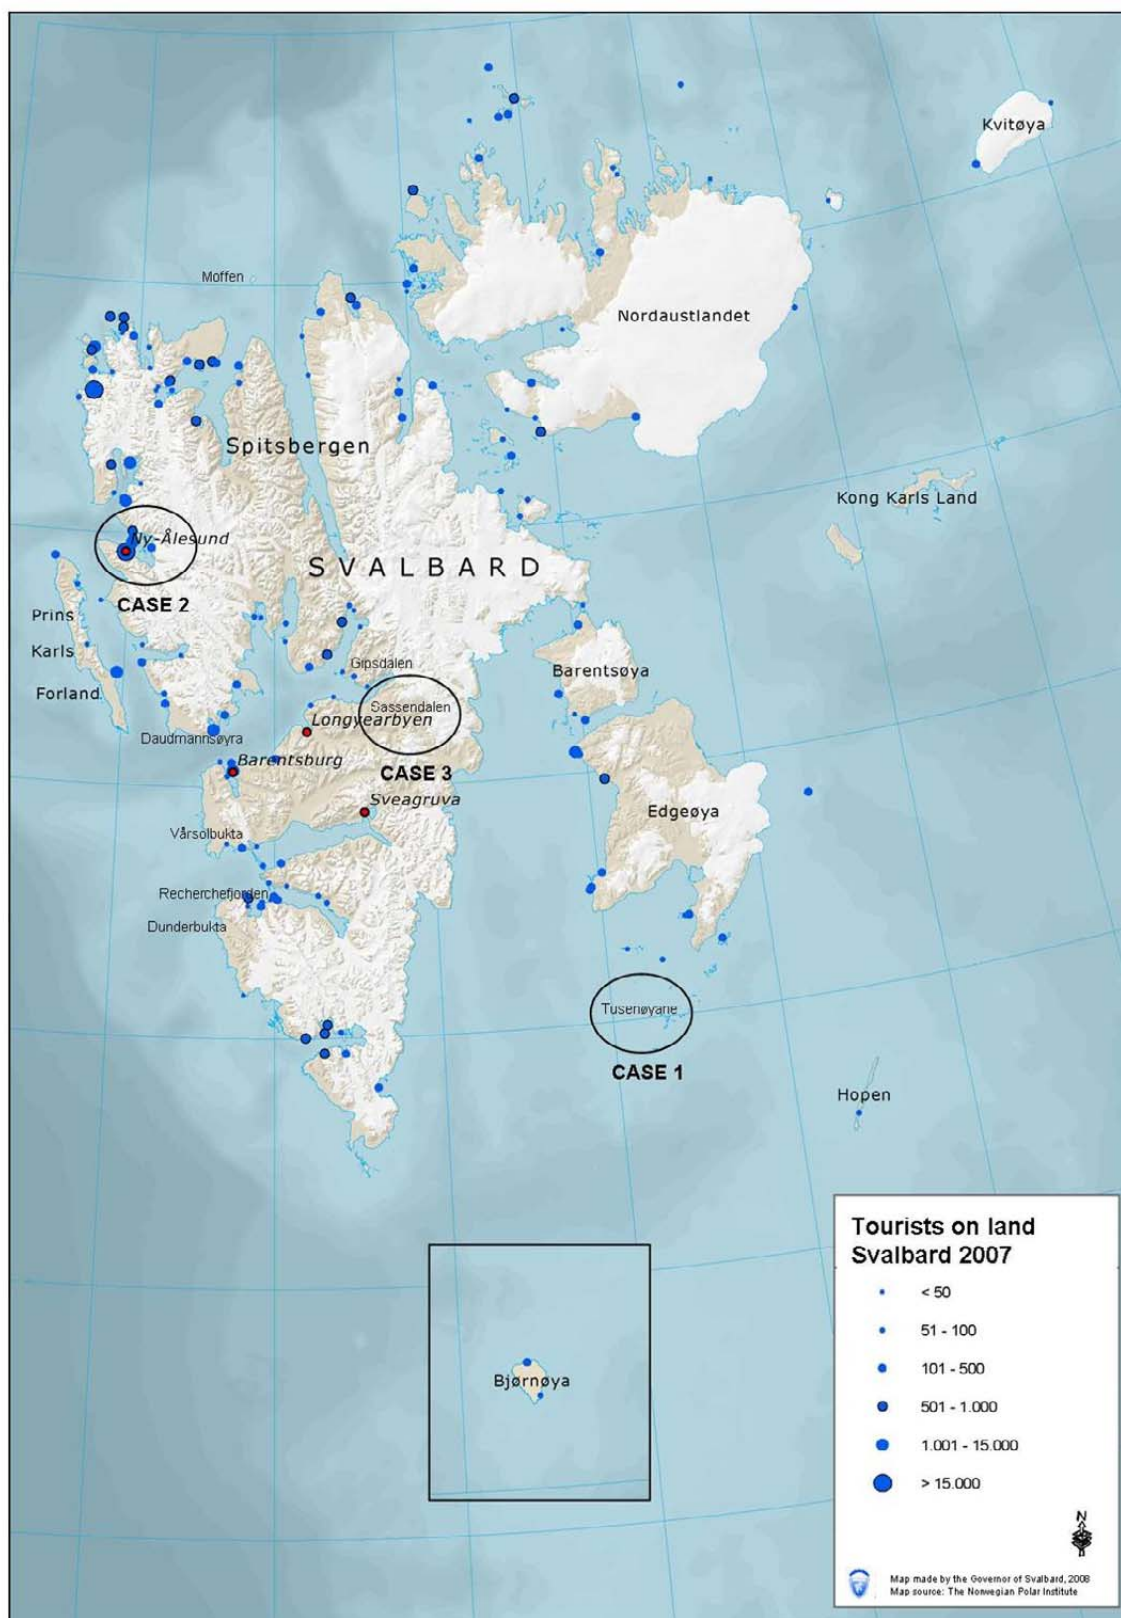 Kvitøya
Moffen
Nordaustlandet
Spitsbergen
Kong Karls Land
Ny-Ålesund
SVALBARD
CASE 2
Prins
Karls
Forland
Gipsdalen
Barentsøya
Sassendalen
Longyearbyen
Daudmannsøyra
Barentsburg
CASE 3
Sveagruva
Edgeøya
Vårsolbukta
Recherchefjorden
Dunderbukta
Tusenøyane
CASE 1
Hopen
Bjørnøya
Tourists on land
Svalbard 2007
< 50
51 - 100
101 - 500
501 - 1.000
1.001 - 15.000
> 15.000
N
Map made by the Governor of Svalbard, 2008
Map source: The Norwegian Polar Institute